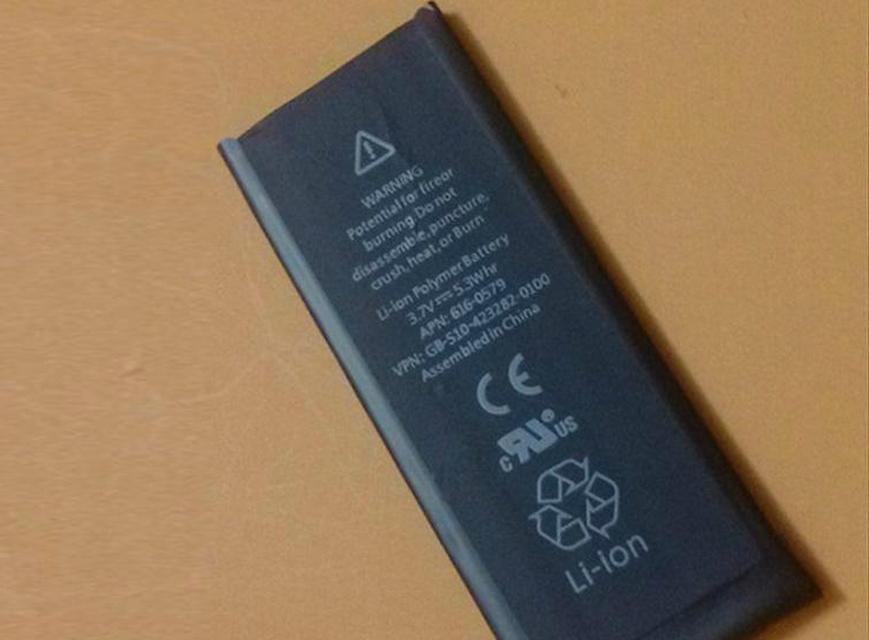 WARNING
Potential for fire or
burning. Do not
disassemble, puncture,
crush, heat, or Burn
Li-ion Polymer Battery
3.7V⎓5.3Whr
APN: 616-0579
VPN: GB-S10-423282-0100
Assembled in China
CE
c RU US
Li-ion